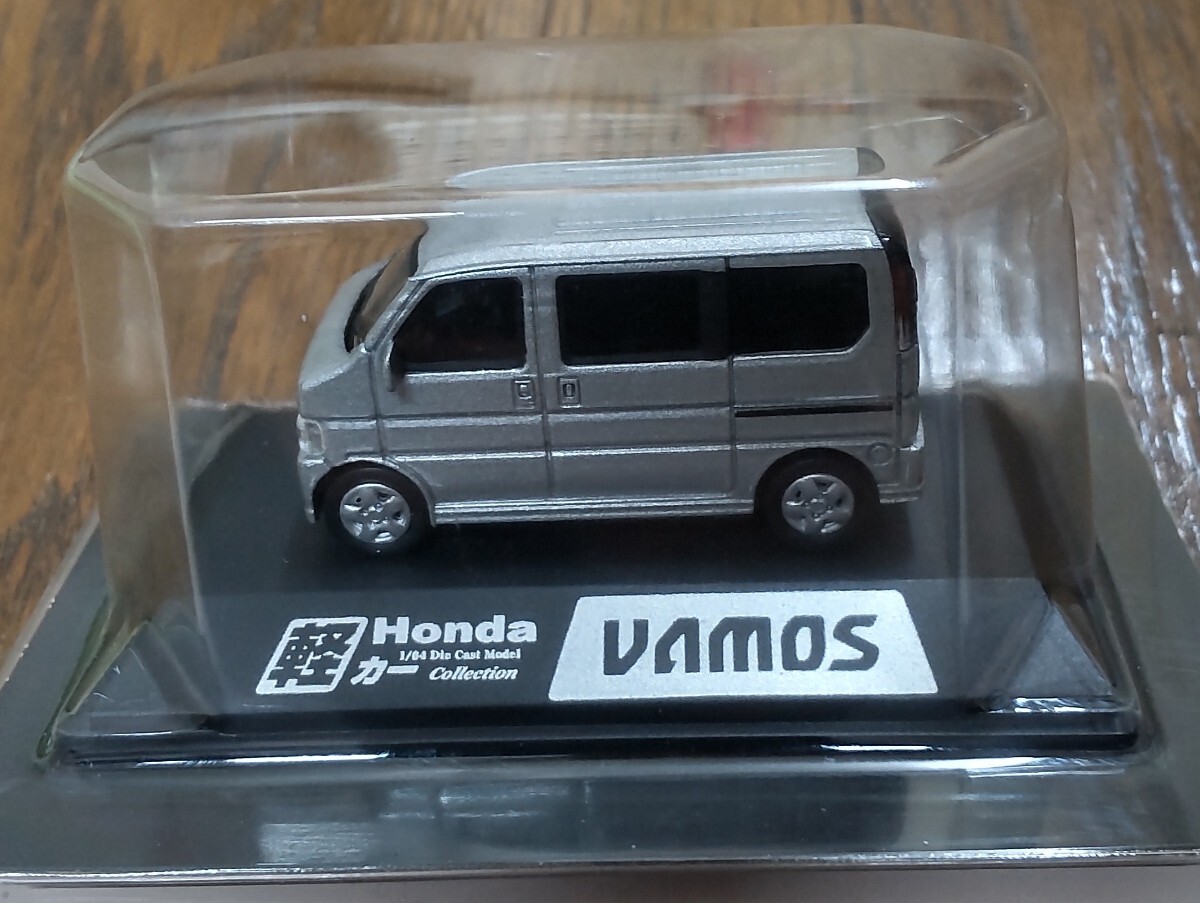 軽カー
Honda
1/64 Die Cast Model
Collection
VAMOS